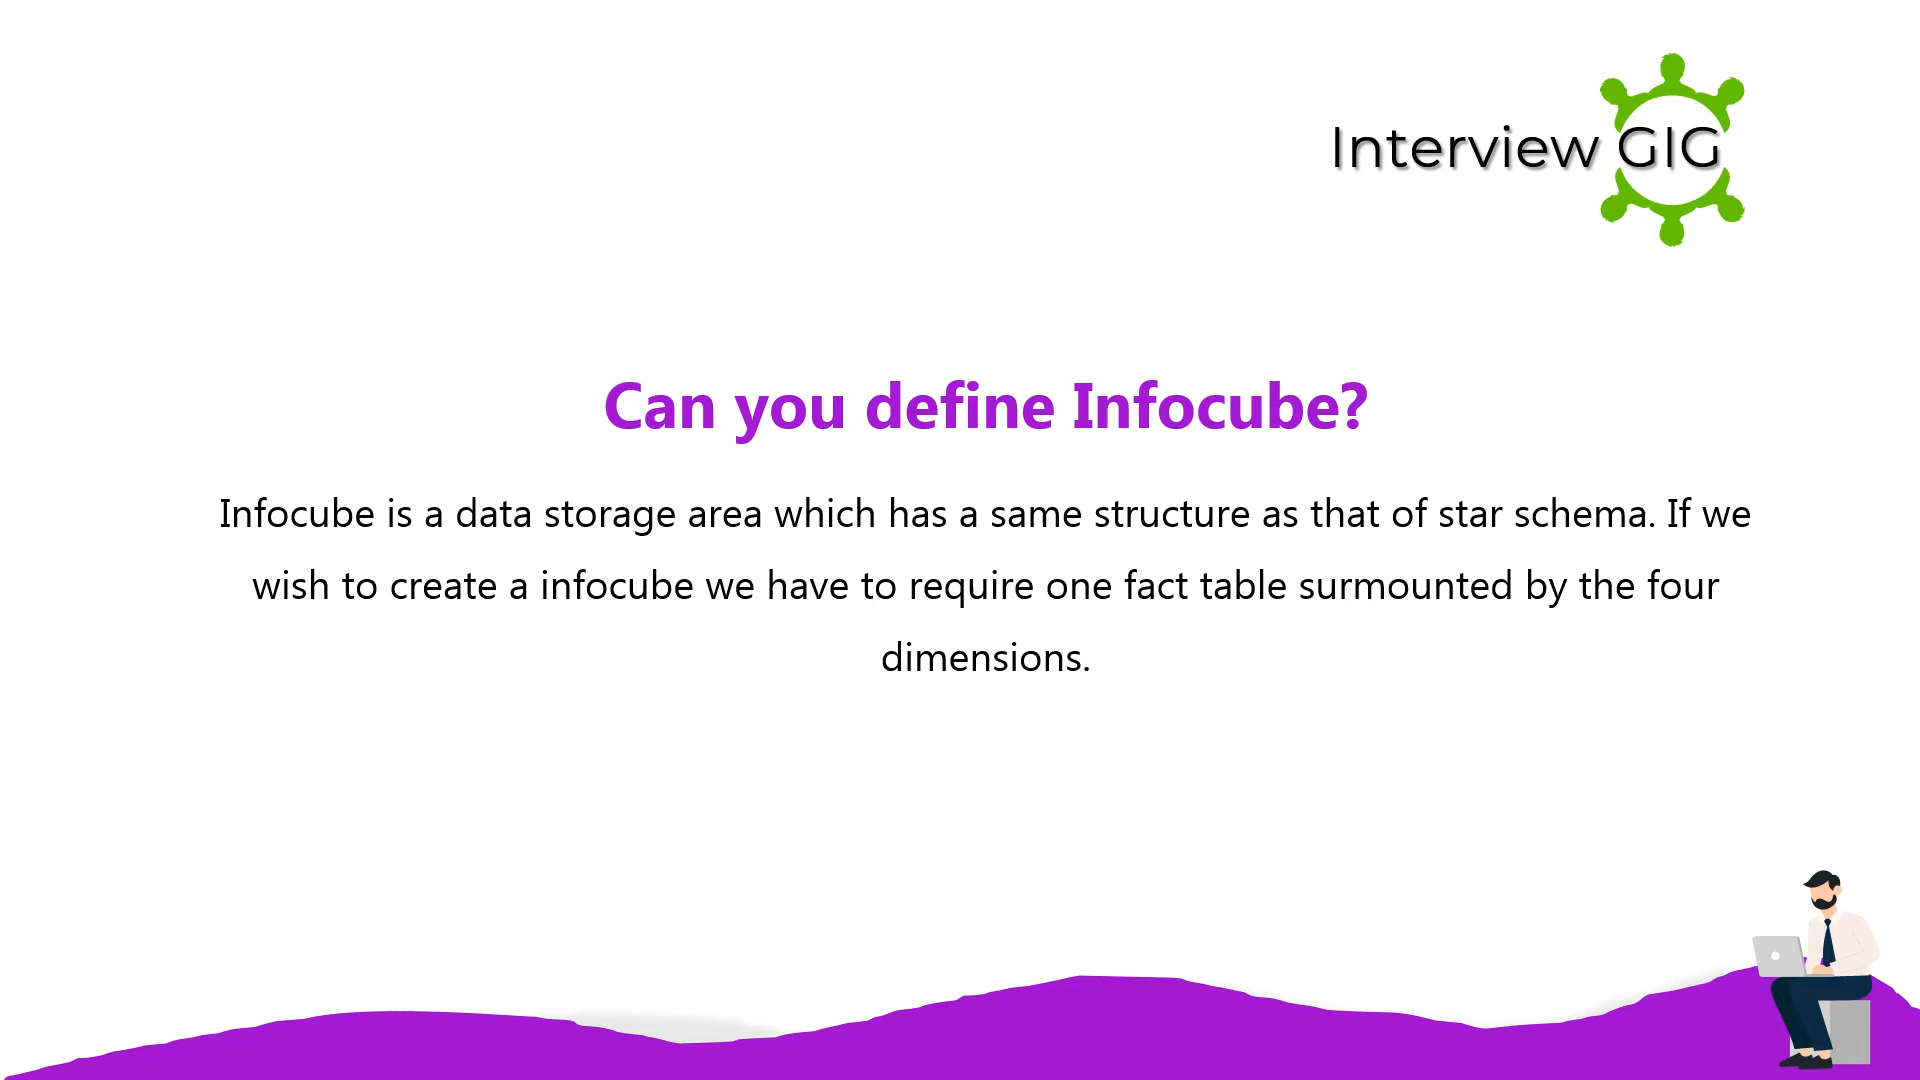 Interview GIG
Can you define Infocube?
Infocube is a data storage area which has a same structure as that of star schema. If we
wish to create a infocube we have to require one fact table surmounted by the four
dimensions.